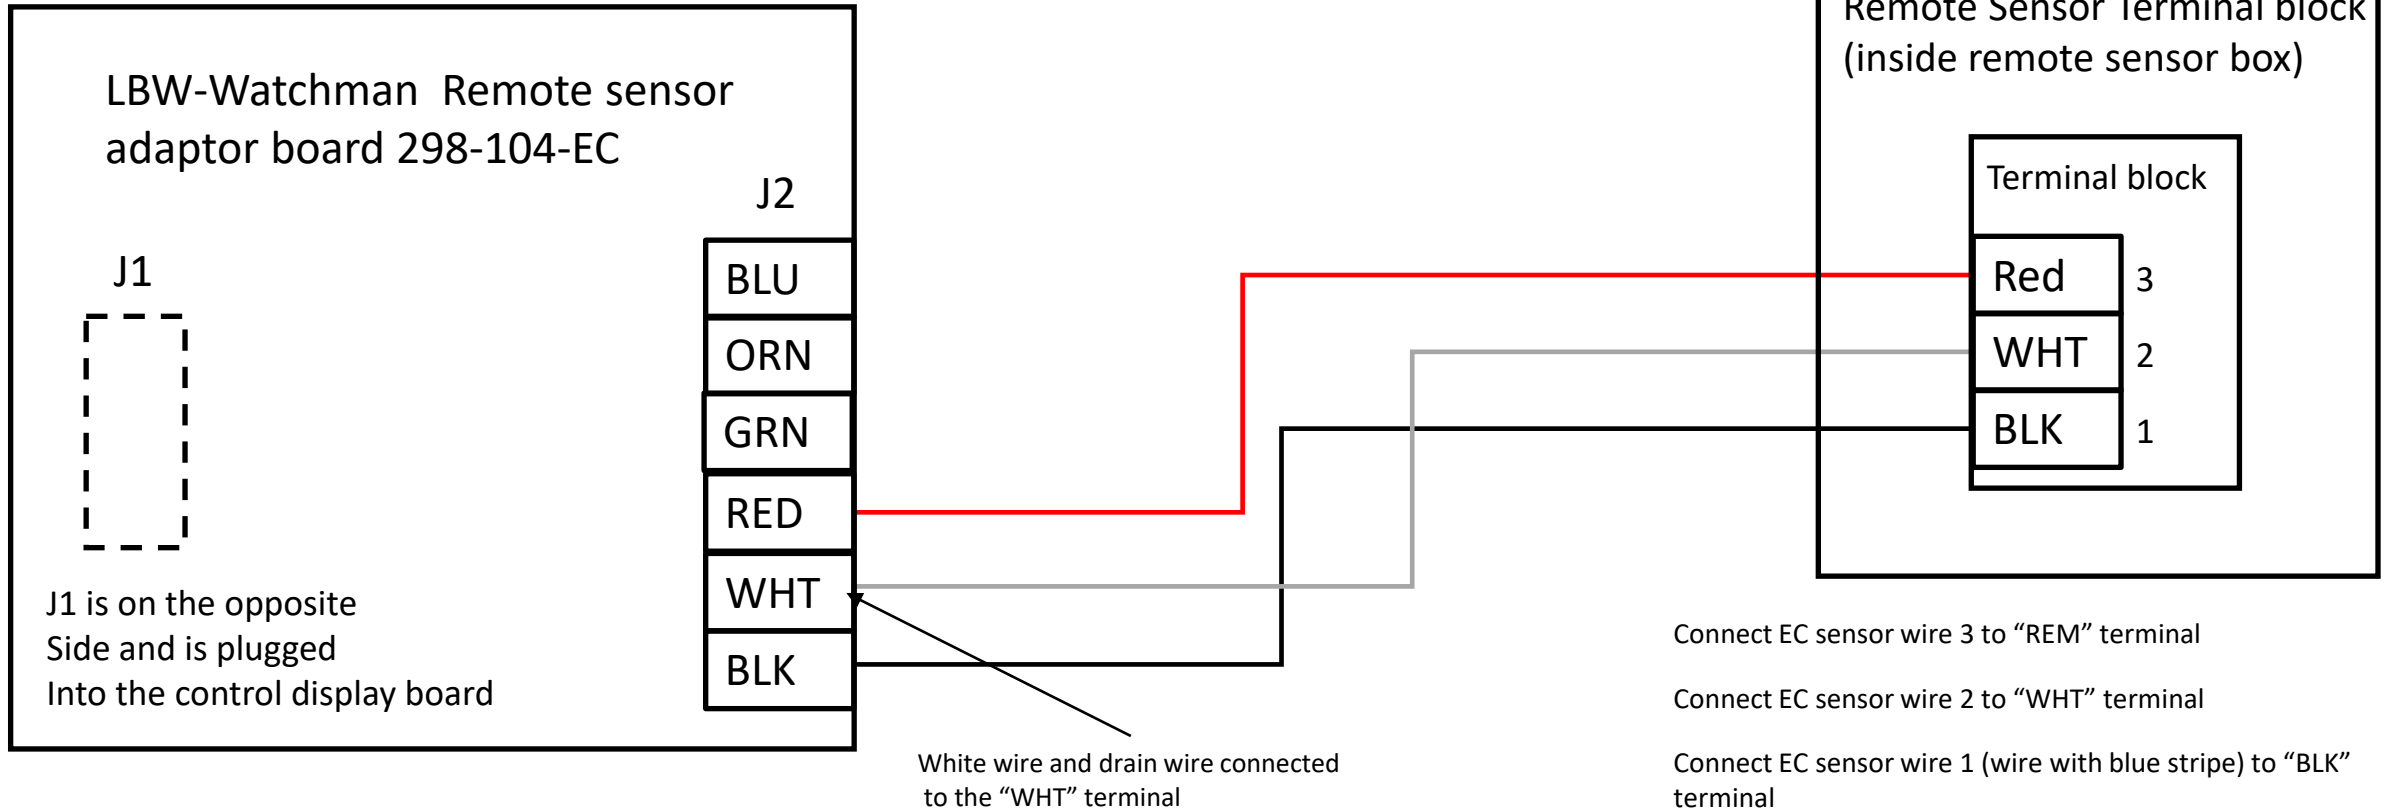 LBW-Watchman  Remote sensor
adaptor board 298-104-EC
J2
J1
BLU
ORN
GRN
RED
WHT
BLK
J1 is on the opposite
Side and is plugged
Into the control display board
White wire and drain wire connected
to the “WHT” terminal
Remote Sensor Terminal block
(inside remote sensor box)
Terminal block
Red 3
WHT 2
BLK 1
Connect EC sensor wire 3 to “REM” terminal
Connect EC sensor wire 2 to “WHT” terminal
Connect EC sensor wire 1 (wire with blue stripe) to “BLK”
terminal